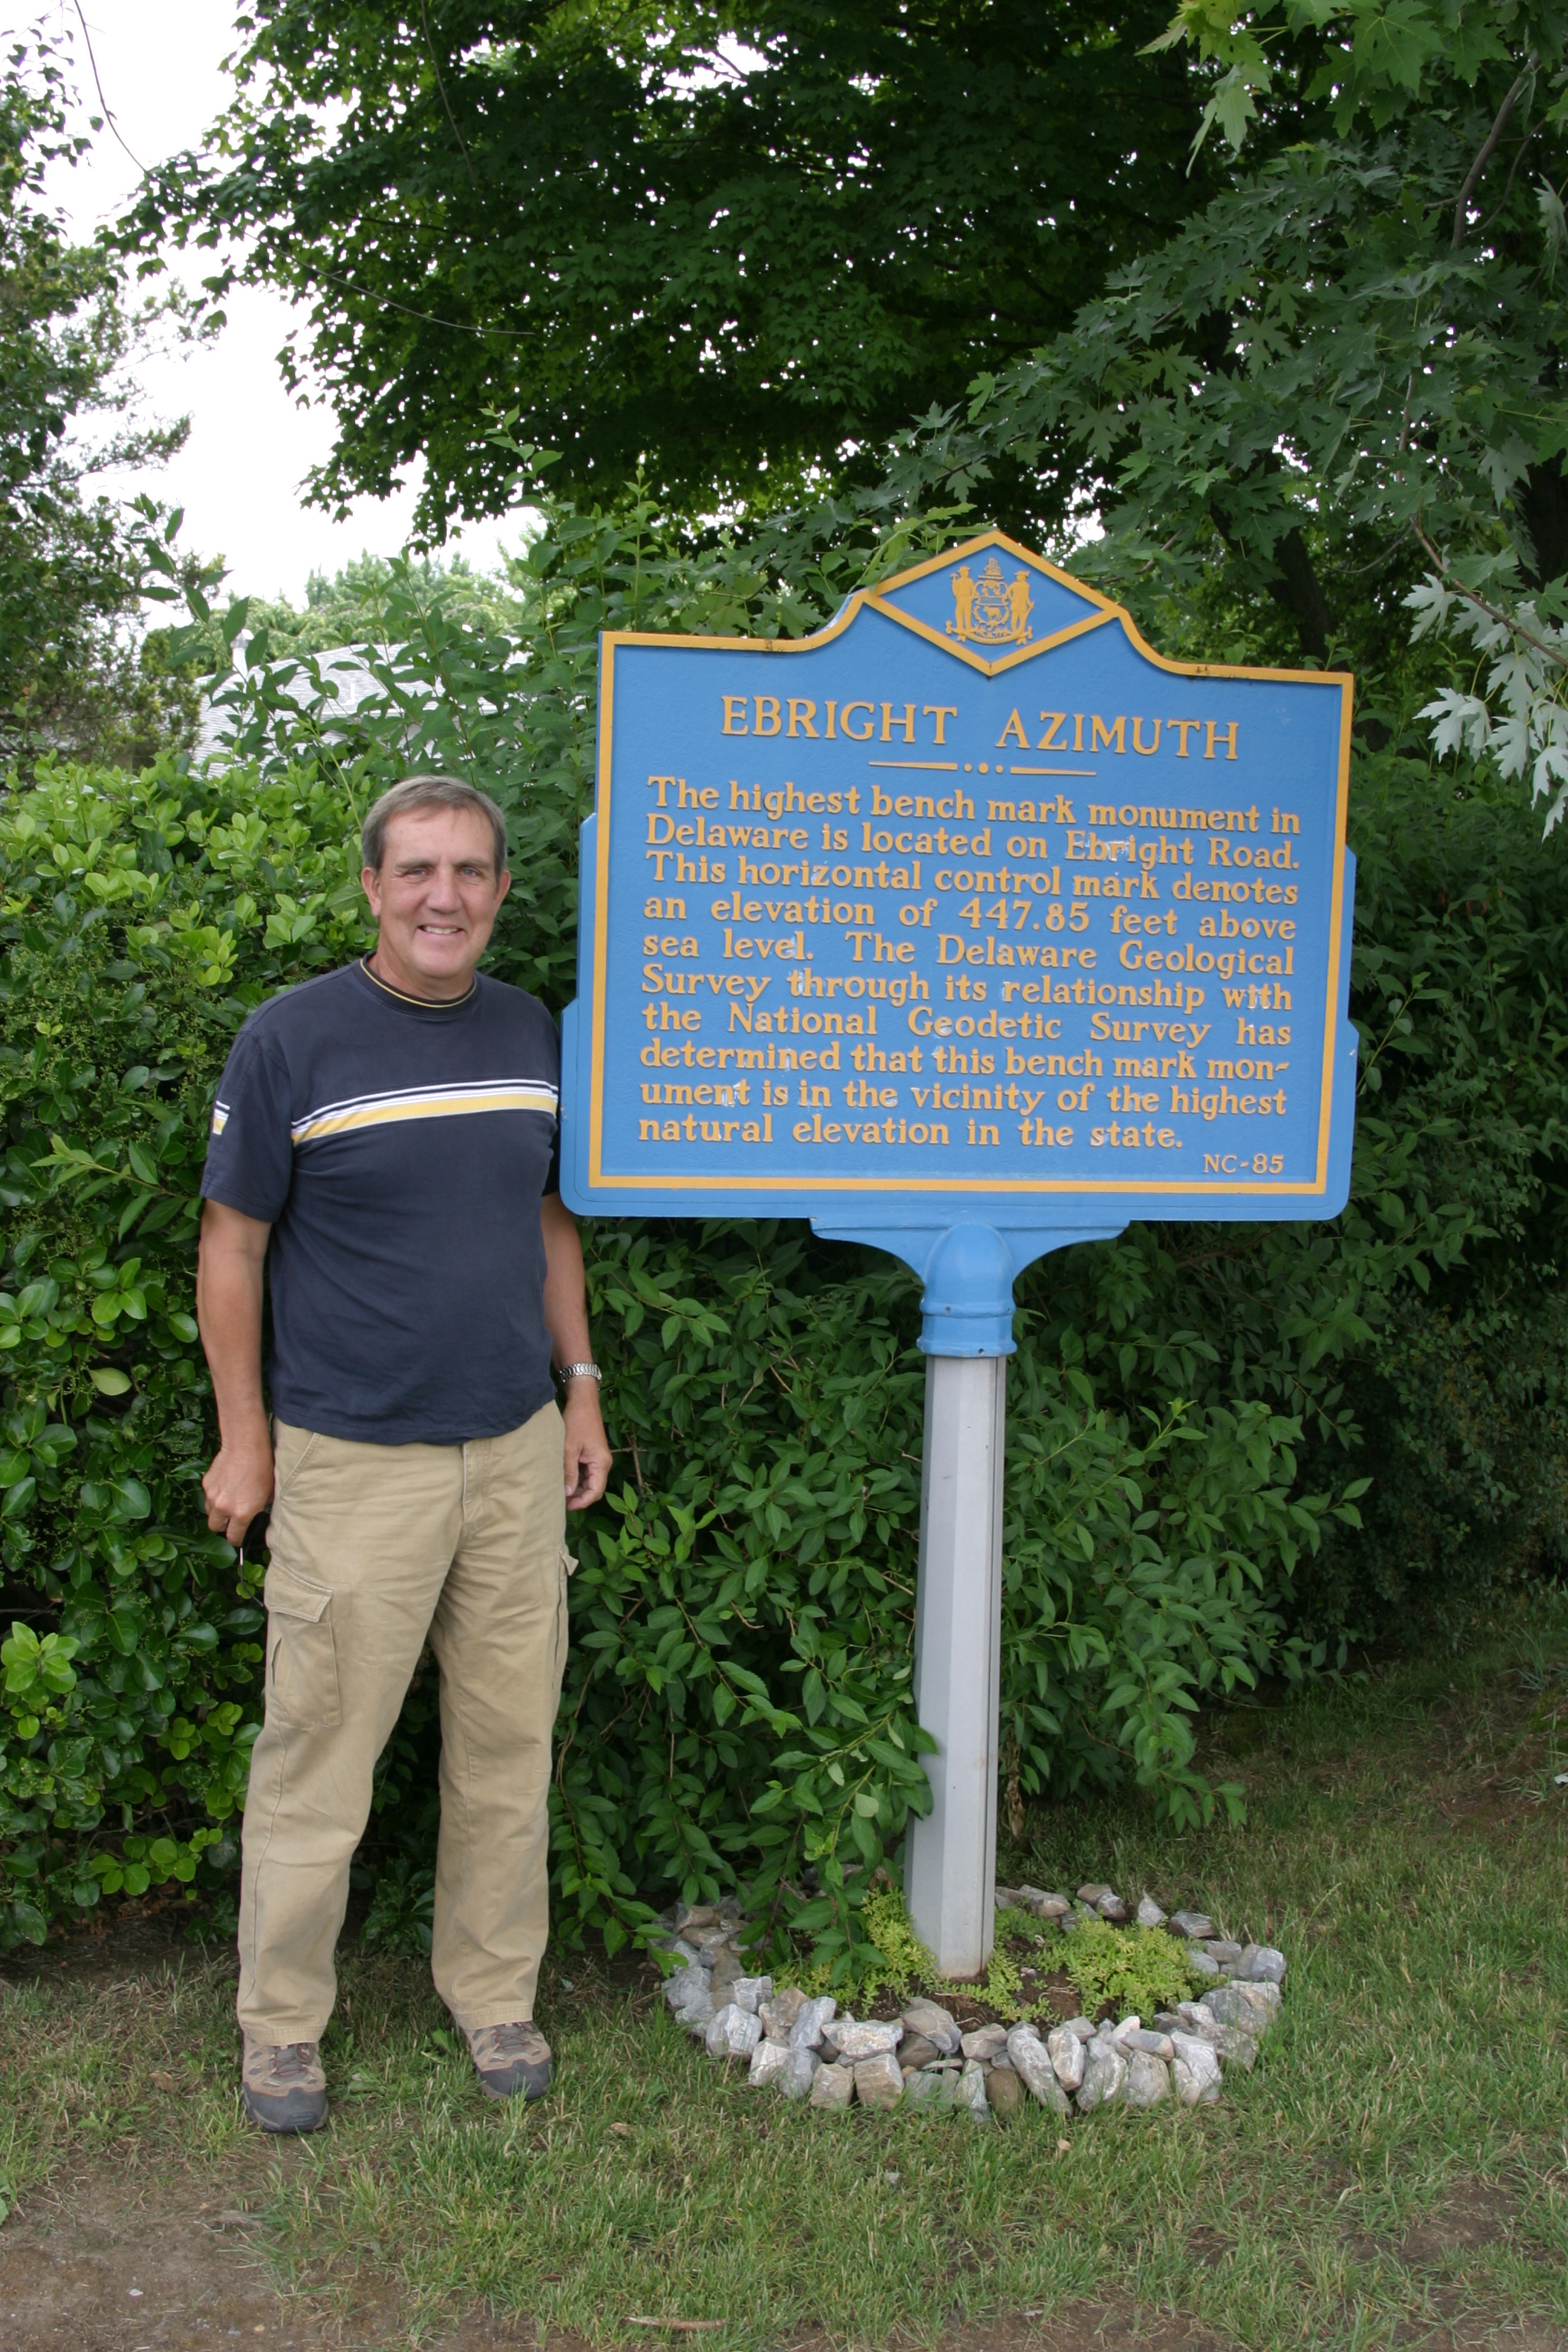 EBRIGHT AZIMUTH
The highest bench mark monument in
Delaware is located on Ebright Road.
This horizontal control mark denotes
an elevation of 447.85 feet above
sea level. The Delaware Geological
Survey through its relationship with
the National Geodetic Survey has
determined that this bench mark mon-
ument is in the vicinity of the highest
natural elevation in the state.
NC-85